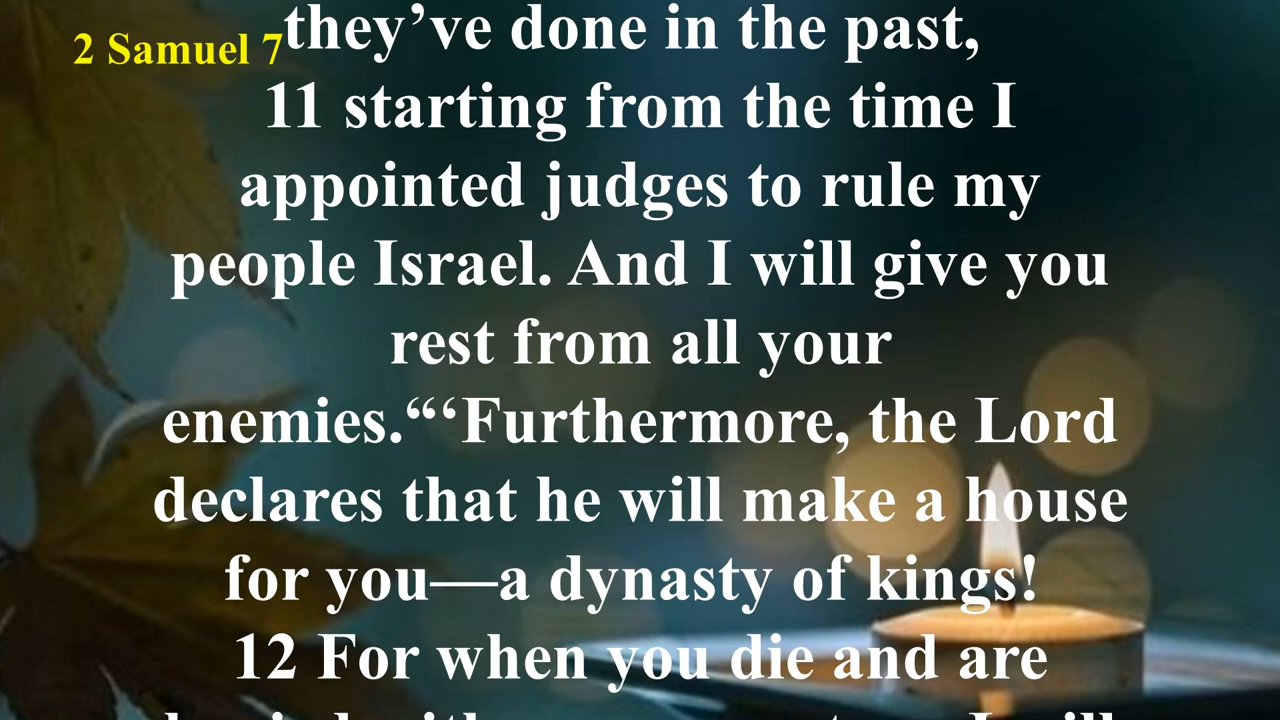 2 Samuel 7
they’ve done in the past,
11 starting from the time I
appointed judges to rule my
people Israel. And I will give you
rest from all your
enemies.“‘Furthermore, the Lord
declares that he will make a house
for you—a dynasty of kings!
12 For when you die and are